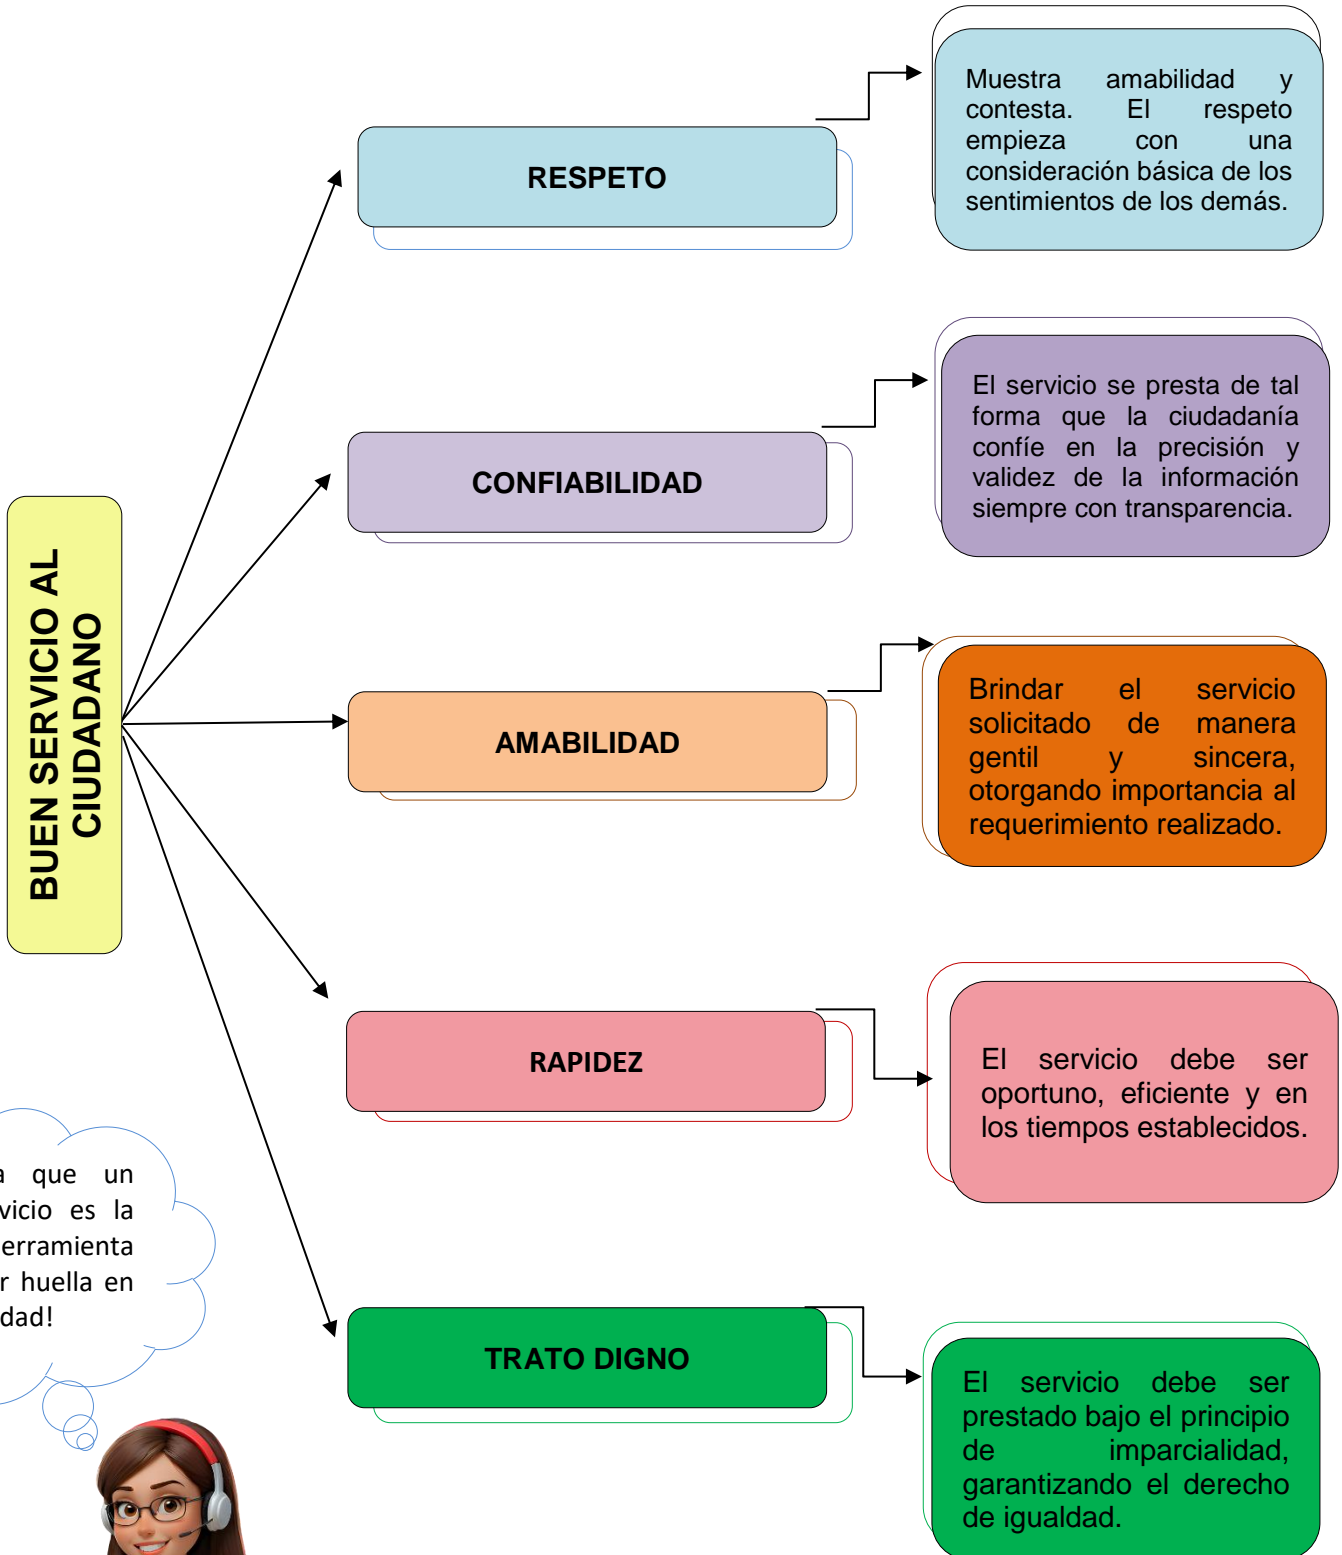 BUEN SERVICIO AL
CIUDADANO
RESPETO
Muestra amabilidad y
contesta. El respeto
empieza con una
consideración básica de los
sentimientos de los demás.
CONFIABILIDAD
El servicio se presta de tal
forma que la ciudadanía
confíe en la precisión y
validez de la información
siempre con transparencia.
AMABILIDAD
Brindar el servicio
solicitado de manera
gentil y sincera,
otorgando importancia al
requerimiento realizado.
RAPIDEZ
El servicio debe ser
oportuno, eficiente y en
los tiempos establecidos.
TRATO DIGNO
El servicio debe ser
prestado bajo el principio
de imparcialidad,
garantizando el derecho
de igualdad.
que un
es la
huella en